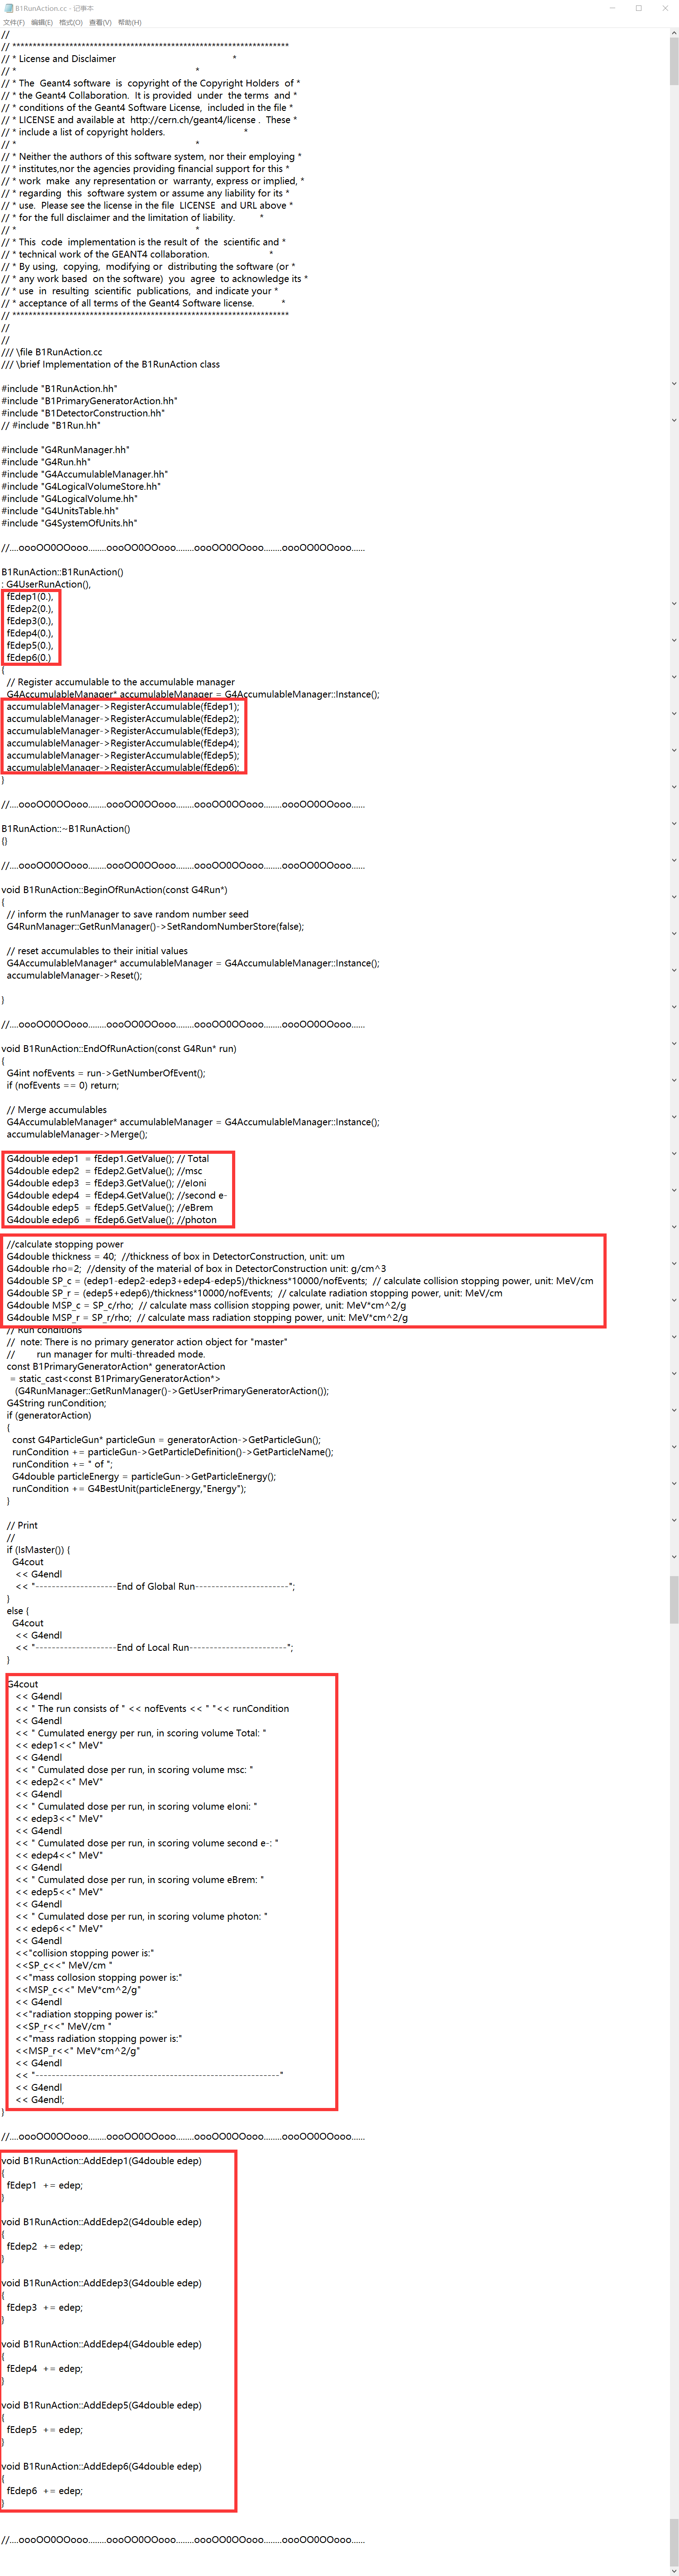 B1RunAction.cc - 记事本
文件(F) 编辑(E) 格式(O) 查看(V) 帮助(H)
//
// ********************************************************************
// * License and Disclaimer *
// * *
// * The Geant4 software is copyright of the Copyright Holders of *
// * the Geant4 Collaboration. It is provided under the terms and *
// * conditions of the Geant4 Software License, included in the file *
// * LICENSE and available at http://cern.ch/geant4/license . These *
// * include a list of copyright holders. *
// * *
// * Neither the authors of this software system, nor their employing *
// * institutes,nor the agencies providing financial support for this *
// * work make any representation or warranty, express or implied, *
// * regarding this software system or assume any liability for its *
// * use. Please see the license in the file LICENSE and URL above *
// * for the full disclaimer and the limitation of liability. *
// * *
// * This code implementation is the result of the scientific and *
// * technical work of the GEANT4 collaboration. *
// * By using, copying, modifying or distributing the software (or *
// * any work based on the software) you agree to acknowledge its *
// * use in resulting scientific publications, and indicate your *
// * acceptance of all terms of the Geant4 Software license. *
// ********************************************************************
//
//
/// \file B1RunAction.cc
/// \brief Implementation of the B1RunAction class

#include "B1RunAction.hh"
#include "B1PrimaryGeneratorAction.hh"
#include "B1DetectorConstruction.hh"
// #include "B1Run.hh"

#include "G4RunManager.hh"
#include "G4Run.hh"
#include "G4AccumulableManager.hh"
#include "G4LogicalVolumeStore.hh"
#include "G4LogicalVolume.hh"
#include "G4UnitsTable.hh"
#include "G4SystemOfUnits.hh"

//....oooOO0OOooo........oooOO0OOooo........oooOO0OOooo........oooOO0OOooo......

B1RunAction::B1RunAction()
: G4UserRunAction(),
fEdep1(0.),
fEdep2(0.),
fEdep3(0.),
fEdep4(0.),
fEdep5(0.),
fEdep6(0.)
{
// Register accumulable to the accumulable manager
G4AccumulableManager* accumulableManager = G4AccumulableManager::Instance();
accumulableManager->RegisterAccumulable(fEdep1);
accumulableManager->RegisterAccumulable(fEdep2);
accumulableManager->RegisterAccumulable(fEdep3);
accumulableManager->RegisterAccumulable(fEdep4);
accumulableManager->RegisterAccumulable(fEdep5);
accumulableManager->RegisterAccumulable(fEdep6);
}

//....oooOO0OOooo........oooOO0OOooo........oooOO0OOooo........oooOO0OOooo......

B1RunAction::~B1RunAction()
{}

//....oooOO0OOooo........oooOO0OOooo........oooOO0OOooo........oooOO0OOooo......

void B1RunAction::BeginOfRunAction(const G4Run*)
{
// inform the runManager to save random number seed
G4RunManager::GetRunManager()->SetRandomNumberStore(false);

// reset accumulables to their initial values
G4AccumulableManager* accumulableManager = G4AccumulableManager::Instance();
accumulableManager->Reset();

}

//....oooOO0OOooo........oooOO0OOooo........oooOO0OOooo........oooOO0OOooo......

void B1RunAction::EndOfRunAction(const G4Run* run)
{
G4int nofEvents = run->GetNumberOfEvent();
if (nofEvents == 0) return;

// Merge accumulables
G4AccumulableManager* accumulableManager = G4AccumulableManager::Instance();
accumulableManager->Merge();

G4double edep1 = fEdep1.GetValue(); // Total
G4double edep2 = fEdep2.GetValue(); //msc
G4double edep3 = fEdep3.GetValue(); //eIoni
G4double edep4 = fEdep4.GetValue(); //second e-
G4double edep5 = fEdep5.GetValue(); //eBrem
G4double edep6 = fEdep6.GetValue(); //photon

//calculate stopping power
G4double thickness = 40; //thickness of box in DetectorConstruction, unit: um
G4double rho=2; //density of the material of box in DetectorConstruction unit: g/cm^3
G4double SP_c = (edep1-edep2-edep3+edep4-edep5)/thickness*10000/nofEvents; // calculate collision stopping power, unit: MeV/cm
G4double SP_r = (edep5+edep6)/thickness*10000/nofEvents; // calculate radiation stopping power, unit: MeV/cm
G4double MSP_c = SP_c/rho; // calculate mass collision stopping power, unit: MeV*cm^2/g
G4double MSP_r = SP_r/rho; // calculate mass radiation stopping power, unit: MeV*cm^2/g
// Run conditions
// note: There is no primary generator action object for "master"
// run manager for multi-threaded mode.
const B1PrimaryGeneratorAction* generatorAction
= static_cast<const B1PrimaryGeneratorAction*>
(G4RunManager::GetRunManager()->GetUserPrimaryGeneratorAction());
G4String runCondition;
if (generatorAction)
{
const G4ParticleGun* particleGun = generatorAction->GetParticleGun();
runCondition += particleGun->GetParticleDefinition()->GetParticleName();
runCondition += " of ";
G4double particleEnergy = particleGun->GetParticleEnergy();
runCondition += G4BestUnit(particleEnergy,"Energy");
}

// Print
//
if (IsMaster()) {
G4cout
<< G4endl
<< "--------------------End of Global Run-----------------------";
}
else {
G4cout
<< G4endl
<< "--------------------End of Local Run------------------------";
}

G4cout
<< G4endl
<< " The run consists of " << nofEvents << " "<< runCondition
<< G4endl
<< " Cumulated energy per run, in scoring volume Total: "
<< edep1<<" MeV"
<< G4endl
<< " Cumulated dose per run, in scoring volume msc: "
<< edep2<<" MeV"
<< G4endl
<< " Cumulated dose per run, in scoring volume eIoni: "
<< edep3<<" MeV"
<< G4endl
<< " Cumulated dose per run, in scoring volume second e-: "
<< edep4<<" MeV"
<< G4endl
<< " Cumulated dose per run, in scoring volume eBrem: "
<< edep5<<" MeV"
<< G4endl
<< " Cumulated dose per run, in scoring volume photon: "
<< edep6<<" MeV"
<< G4endl
<<"collision stopping power is:"
<<SP_c<<" MeV/cm "
<<"mass collosion stopping power is:"
<<MSP_c<<" MeV*cm^2/g"
<< G4endl
<<"radiation stopping power is:"
<<SP_r<<" MeV/cm "
<<"mass radiation stopping power is:"
<<MSP_r<<" MeV*cm^2/g"
<< G4endl
<< "------------------------------------------------------------"
<< G4endl
<< G4endl;
}

//....oooOO0OOooo........oooOO0OOooo........oooOO0OOooo........oooOO0OOooo......

void B1RunAction::AddEdep1(G4double edep)
{
fEdep1 += edep;
}

void B1RunAction::AddEdep2(G4double edep)
{
fEdep2 += edep;
}

void B1RunAction::AddEdep3(G4double edep)
{
fEdep3 += edep;
}

void B1RunAction::AddEdep4(G4double edep)
{
fEdep4 += edep;
}

void B1RunAction::AddEdep5(G4double edep)
{
fEdep5 += edep;
}

void B1RunAction::AddEdep6(G4double edep)
{
fEdep6 += edep;
}

//....oooOO0OOooo........oooOO0OOooo........oooOO0OOooo........oooOO0OOooo......